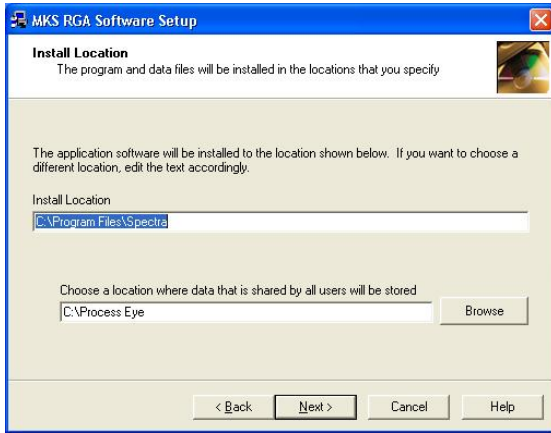 MKS RGA Software Setup
Install Location
The program and data files will be installed in the locations that you specify
The application software will be installed to the location shown below. If you want to choose a
different location, edit the text accordingly.
Install Location
C:\Program Files\Spectra
Choose a location where data that is shared by all users will be stored
C:\Process Eye
Browse
< Back
Next >
Cancel
Help